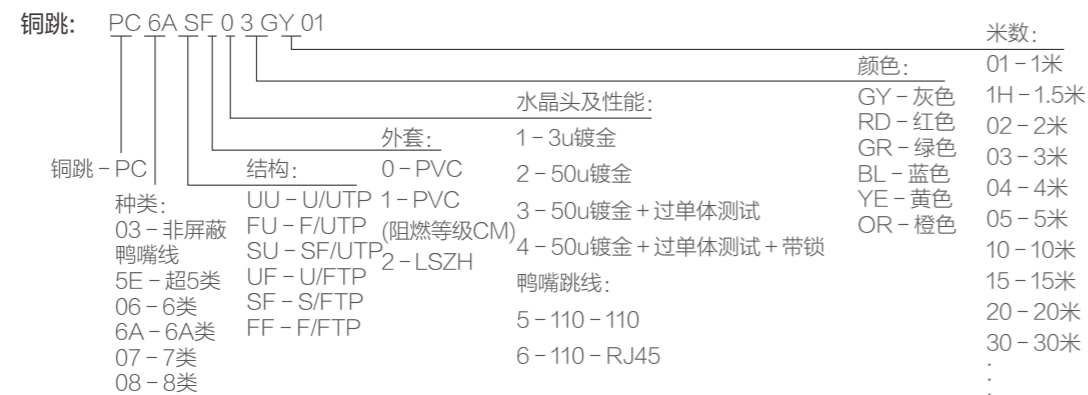 铜跳: PC 6A SF 0 3 GY 01
铜跳－PC
种类:
03－非屏蔽
鸭嘴线
5E－超5类
06－6类
6A－6A类
07－7类
08－8类
结构:
UU－U/UTP
FU－F/UTP
SU－SF/UTP
UF－U/FTP
SF－S/FTP
FF－F/FTP
外套:
0－PVC
1－PVC
(阻燃等级CM)
2－LSZH
水晶头及性能:
1－3u镀金
2－50u镀金
3－50u镀金＋过单体测试
4－50u镀金＋过单体测试＋带锁
鸭嘴跳线:
5－110－110
6－110－RJ45
颜色:
GY－灰色
RD－红色
GR－绿色
BL－蓝色
YE－黄色
OR－橙色
米数:
01－1米
1H－1.5米
02－2米
03－3米
04－4米
05－5米
10－10米
15－15米
20－20米
30－30米
.
.
.